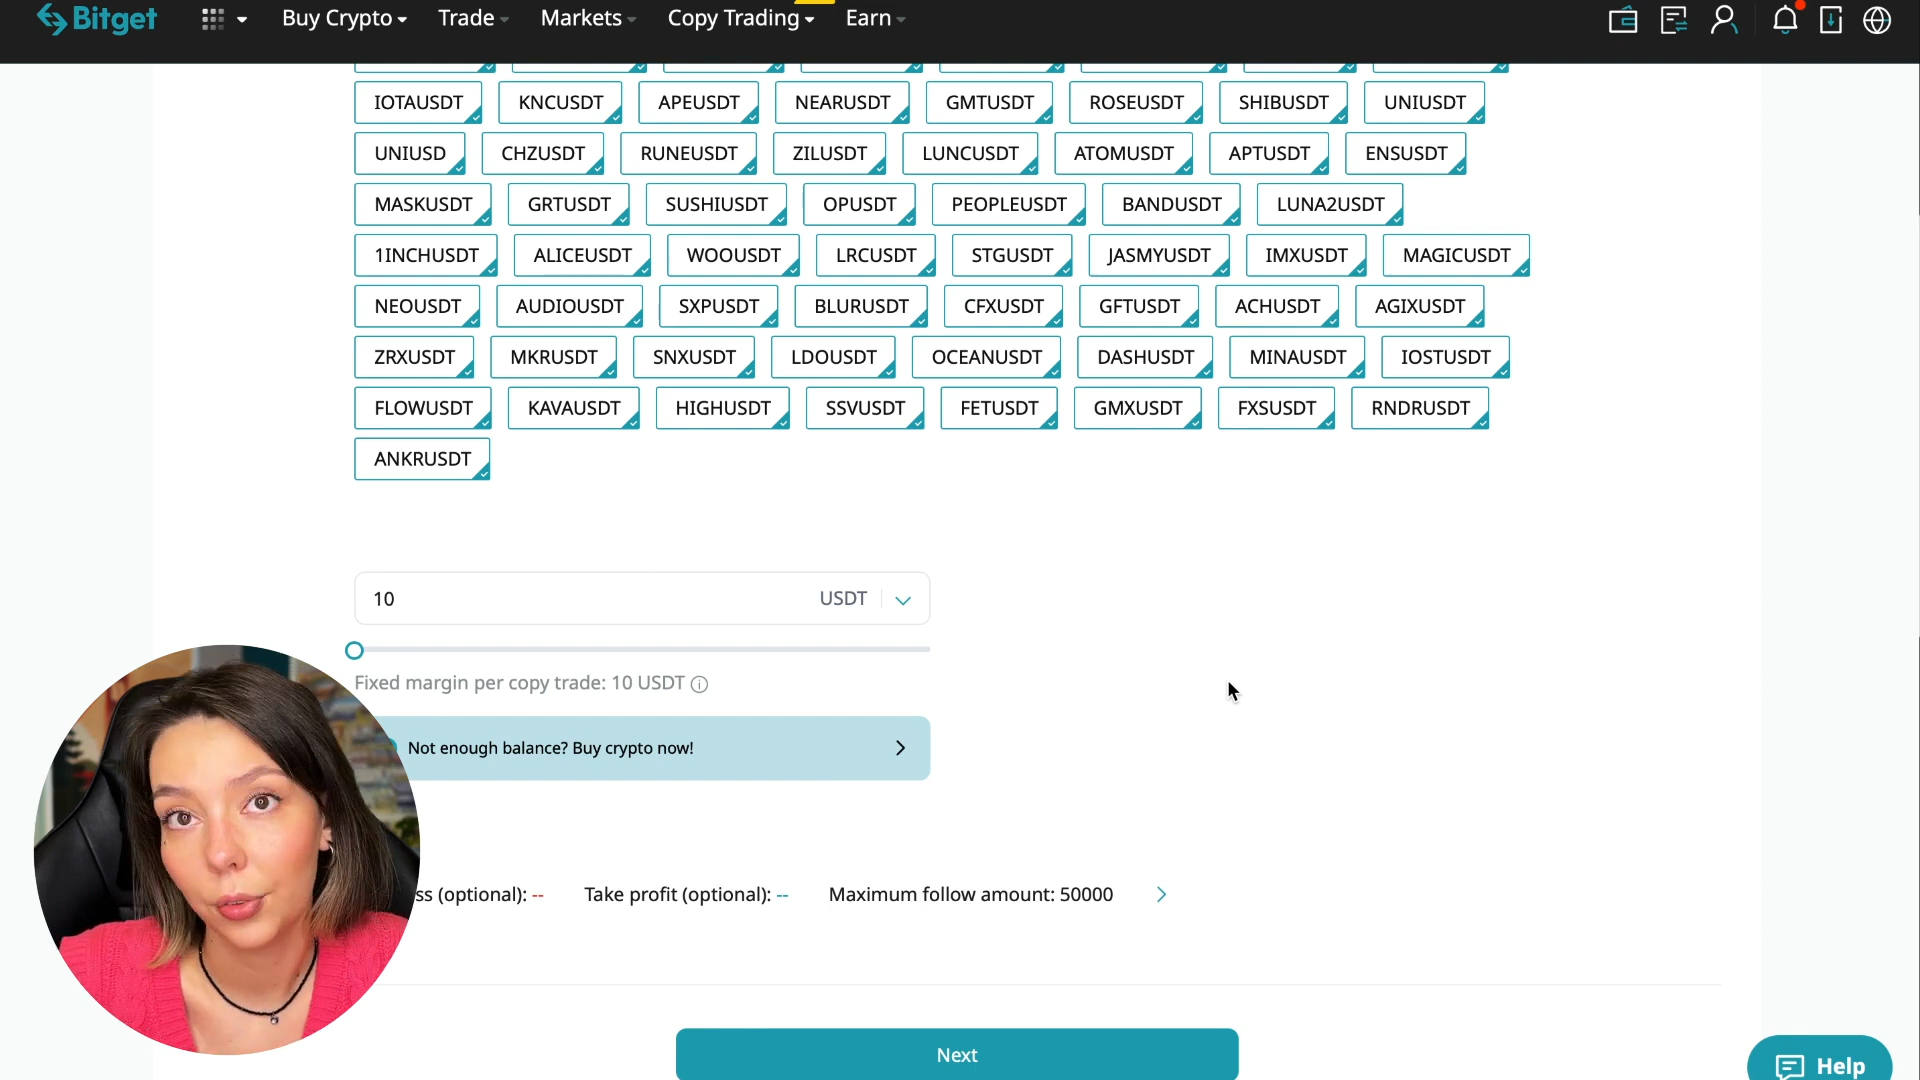 Bitget Buy Crypto Trade Markets Copy Trading Earn
IOTAUSDT KNCUSDT APEUSDT NEARUSDT GMTUSDT ROSEUSDT SHIBUSDT UNIUSDT
UNIUSD CHZUSDT RUNEUSDT ZILUSDT LUNCUSDT ATOMUSDT APTUSDT ENSUSDT
MASKUSDT GRTUSDT SUSHIUSDT OPUSDT PEOPLEUSDT BANDUSDT LUNA2USDT
1INCHUSDT ALICEUSDT WOOUSDT LRCUSDT STGUSDT JASMYUSDT IMXUSDT MAGICUSDT
NEOUSDT AUDIOUSDT SXPUSDT BLURUSDT CFXUSDT GFTUSDT ACHUSDT AGIXUSDT
ZRXUSDT MKRUSDT SNXUSDT LDOUSDT OCEANUSDT DASHUSDT MINAUSDT IOSTUSDT
FLOWUSDT KAVAUSDT HIGHUSDT SSVUSDT FETUSDT GMXUSDT FXSUSDT RNDRUSDT
ANKRUSDT
10 USDT
Fixed margin per copy trade: 10 USDT
Not enough balance? Buy crypto now!
ss (optional): -- Take profit (optional): -- Maximum follow amount: 50000
Next
Help